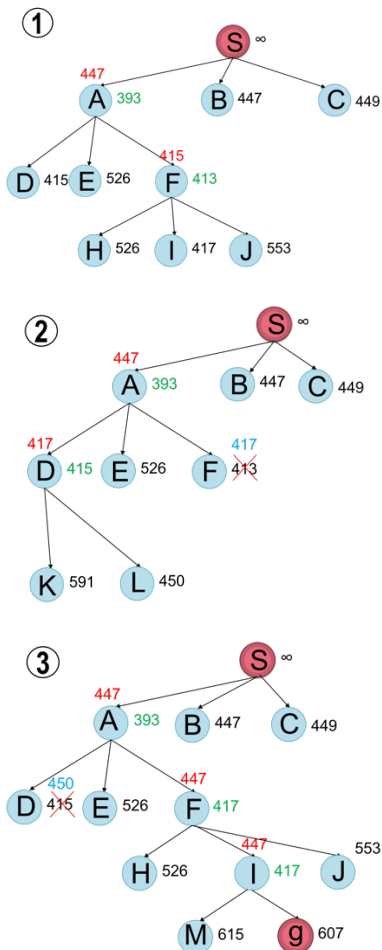 1
S ∞
447
A 393 B 447 C 449
415
D 415 E 526 F 413
H 526 I 417 J 553
2
S ∞
447
A 393 B 447 C 449
417 417
D 415 E 526 F 413
K 591 L 450
3
S ∞
447
A 393 B 447 C 449
450 447
D 415 E 526 F 417
447 553
H 526 I 417 J
M 615 g 607